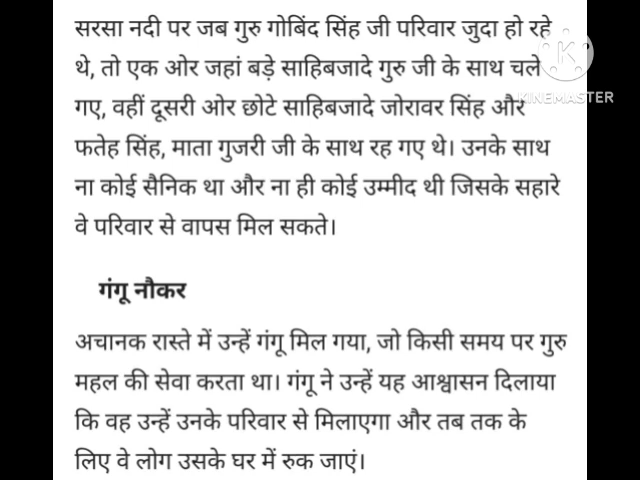 सरसा नदी पर जब गुरु गोबिंद सिंह जी परिवार जुदा हो रहे
थे, तो एक ओर जहां बड़े साहिबजादे गुरु जी के साथ चले
गए, वहीं दूसरी ओर छोटे साहिबजादे जोरावर सिंह और
KINEMASTER
फतेह सिंह, माता गुजरी जी के साथ रह गए थे। उनके साथ
ना कोई सैनिक था और ना ही कोई उम्मीद थी जिसके सहारे
वे परिवार से वापस मिल सकते।
गंगू नौकर
अचानक रास्ते में उन्हें गंगू मिल गया, जो किसी समय पर गुरु
महल की सेवा करता था। गंगू ने उन्हें यह आश्वासन दिलाया
कि वह उन्हें उनके परिवार से मिलाएगा और तब तक के
लिए वे लोग उसके घर में रुक जाएं।